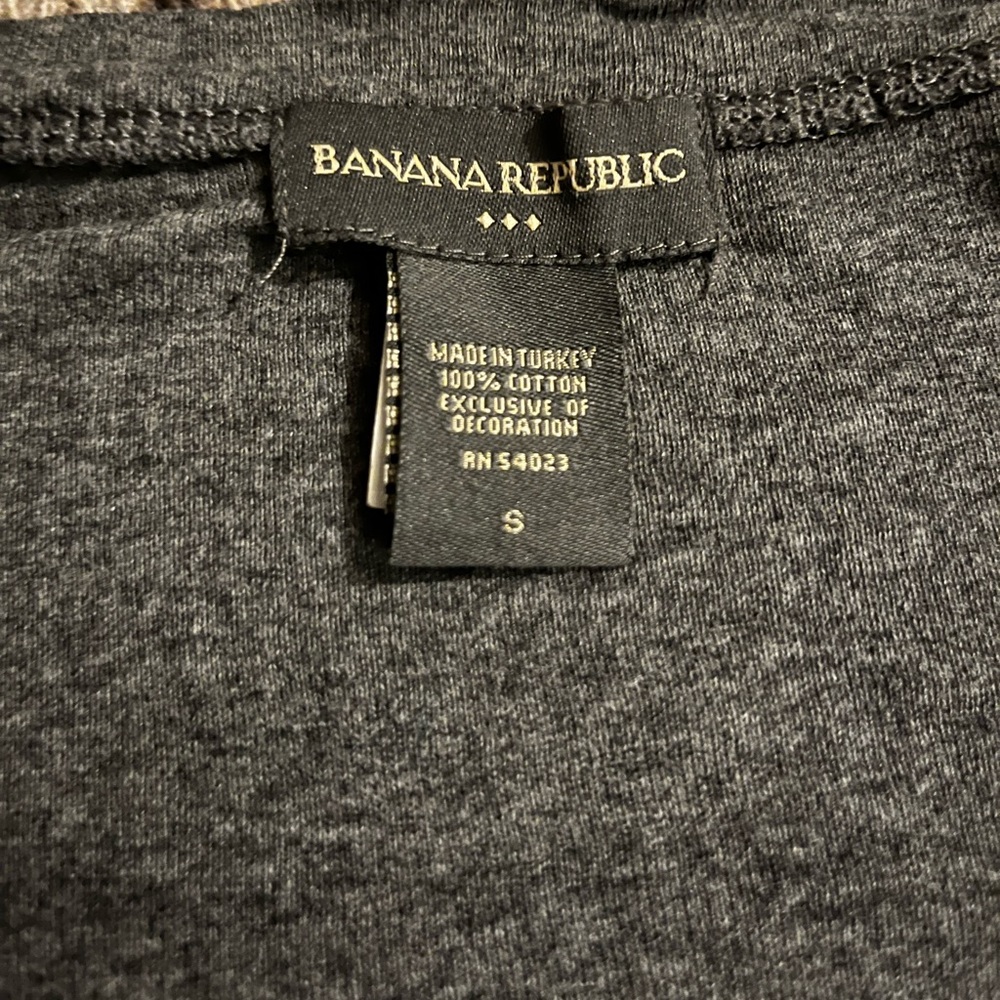 BANANA REPUBLIC
MADE IN TURKEY
100% COTTON
EXCLUSIVE OF
DECORATION
RN 54023
S